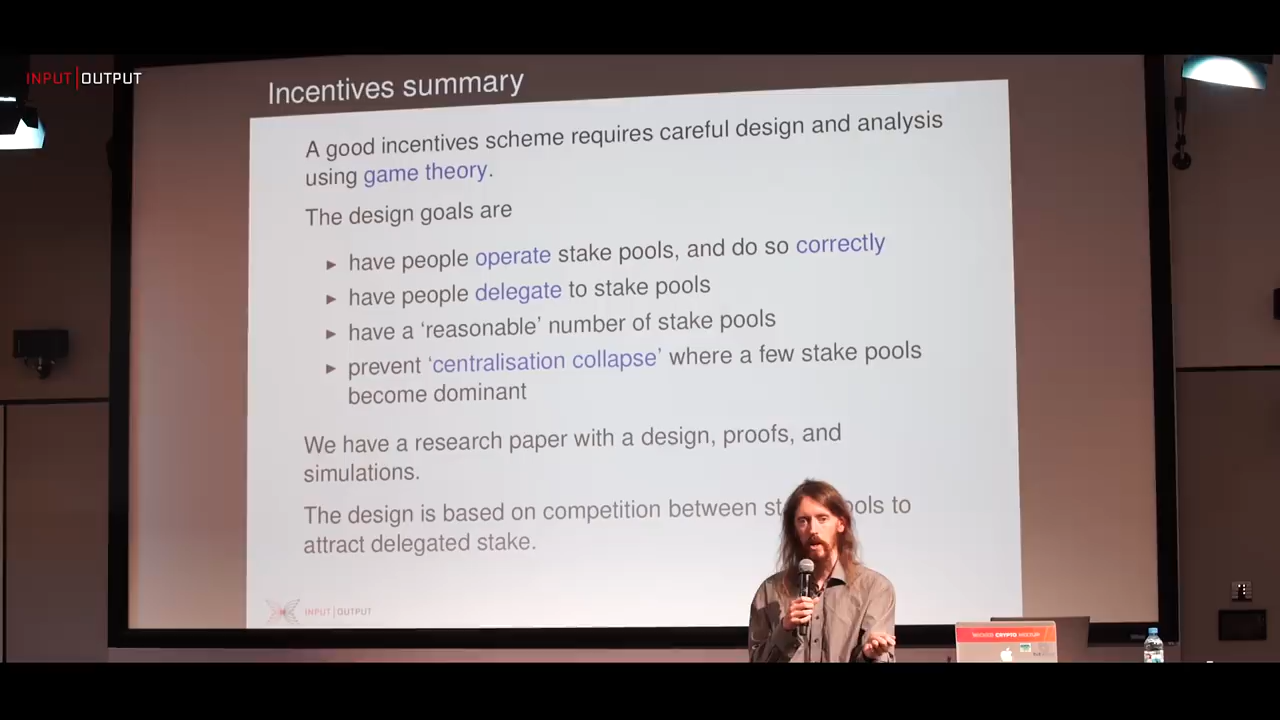 INPUT|OUTPUT
Incentives summary
A good incentives scheme requires careful design and analysis
using game theory.
The design goals are
▸ have people operate stake pools, and do so correctly
▸ have people delegate to stake pools
▸ have a ‘reasonable’ number of stake pools
▸ prevent ‘centralisation collapse’ where a few stake pools
become dominant
We have a research paper with a design, proofs, and
simulations.
The design is based on competition between to
attract delegated stake.
INPUT|OUTPUT